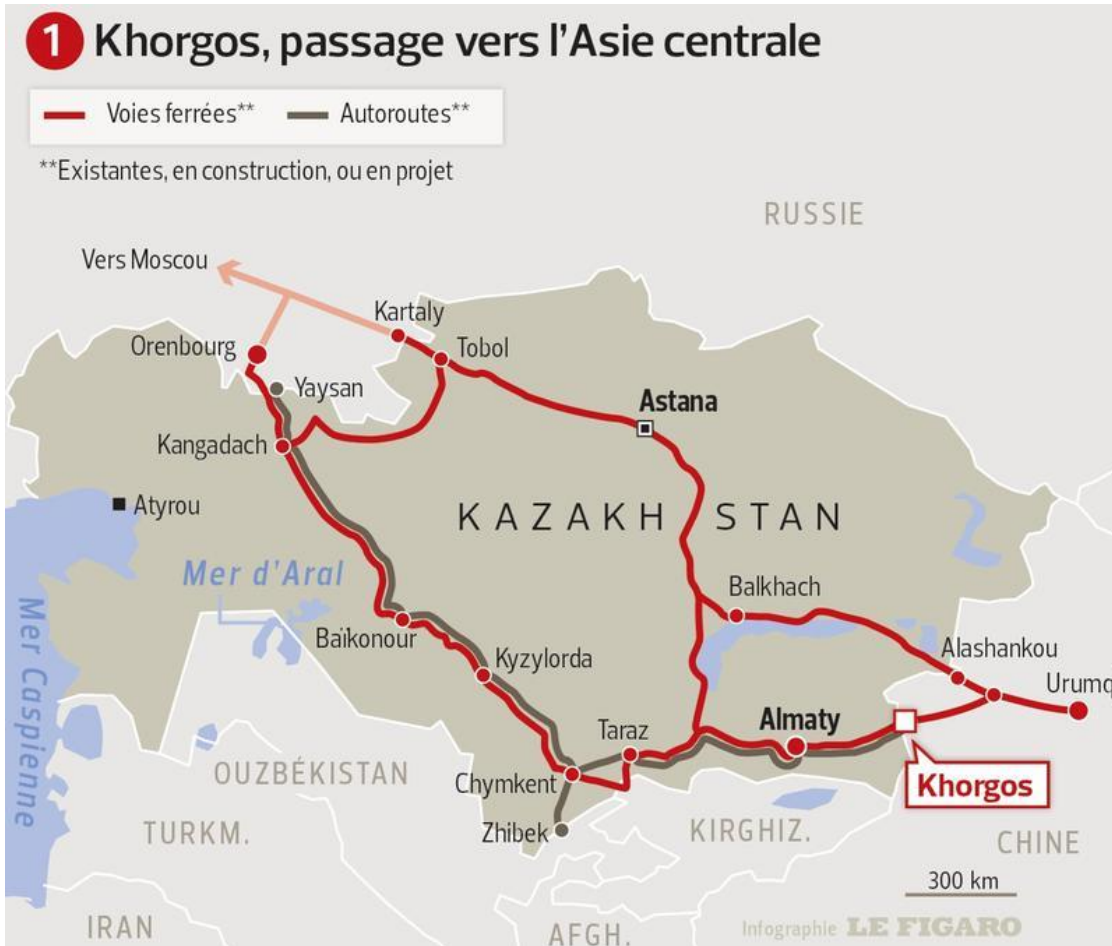 1 Khorgos, passage vers l'Asie centrale
Voies ferrées** Autoroutes**
**Existantes, en construction, ou en projet
RUSSIE
Vers Moscou
Kartaly
Orenbourg
Tobol
Yaysan
Astana
Kangadach
Atyrou
KAZAKH STAN
Mer d'Aral
Balkhach
Mer Caspienne
Baïkonour
Kyzylorda
Alashankou
Urumq
Taraz
Almaty
OUZBÉKISTAN
Chymkent
Khorgos
TURKM.
Zhibek
KIRGHIZ.
CHINE
300 km
IRAN
AFGH.
Infographie LE FIGARO